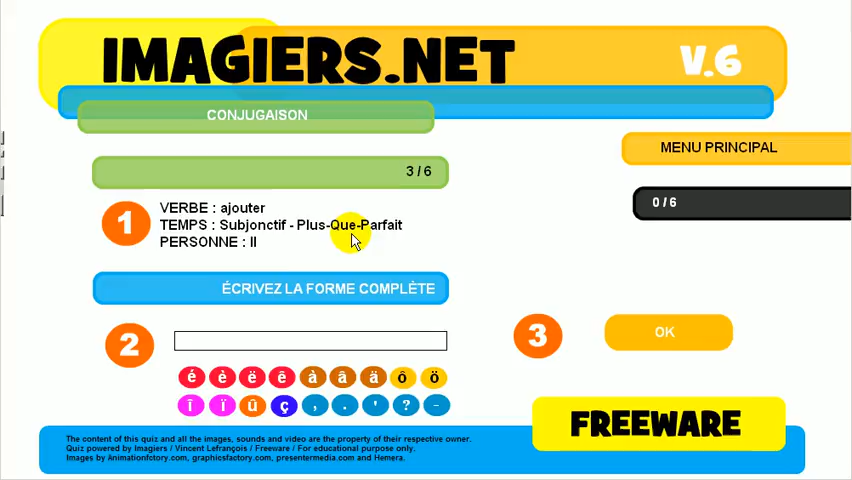 IMAGIERS.NET
V.6
CONJUGAISON
MENU PRINCIPAL
3 / 6
0 / 6
1
VERBE : ajouter
TEMPS : Subjonctif - Plus-Que-Parfait
PERSONNE : Il
ÉCRIVEZ LA FORME COMPLÈTE
2
3
OK
é è ë ê à â ä ô ö
î ï û ç , . ' ? -
FREEWARE
The content of this quiz and all the images, sounds and video are the property of their respective owner.
Quiz powered by Imagiers / Vincent Lefrançois / Freeware / For educational purpose only.
Images by Animationfctory.com, graphicsfactory.com, presentermedia.com and Hemera.